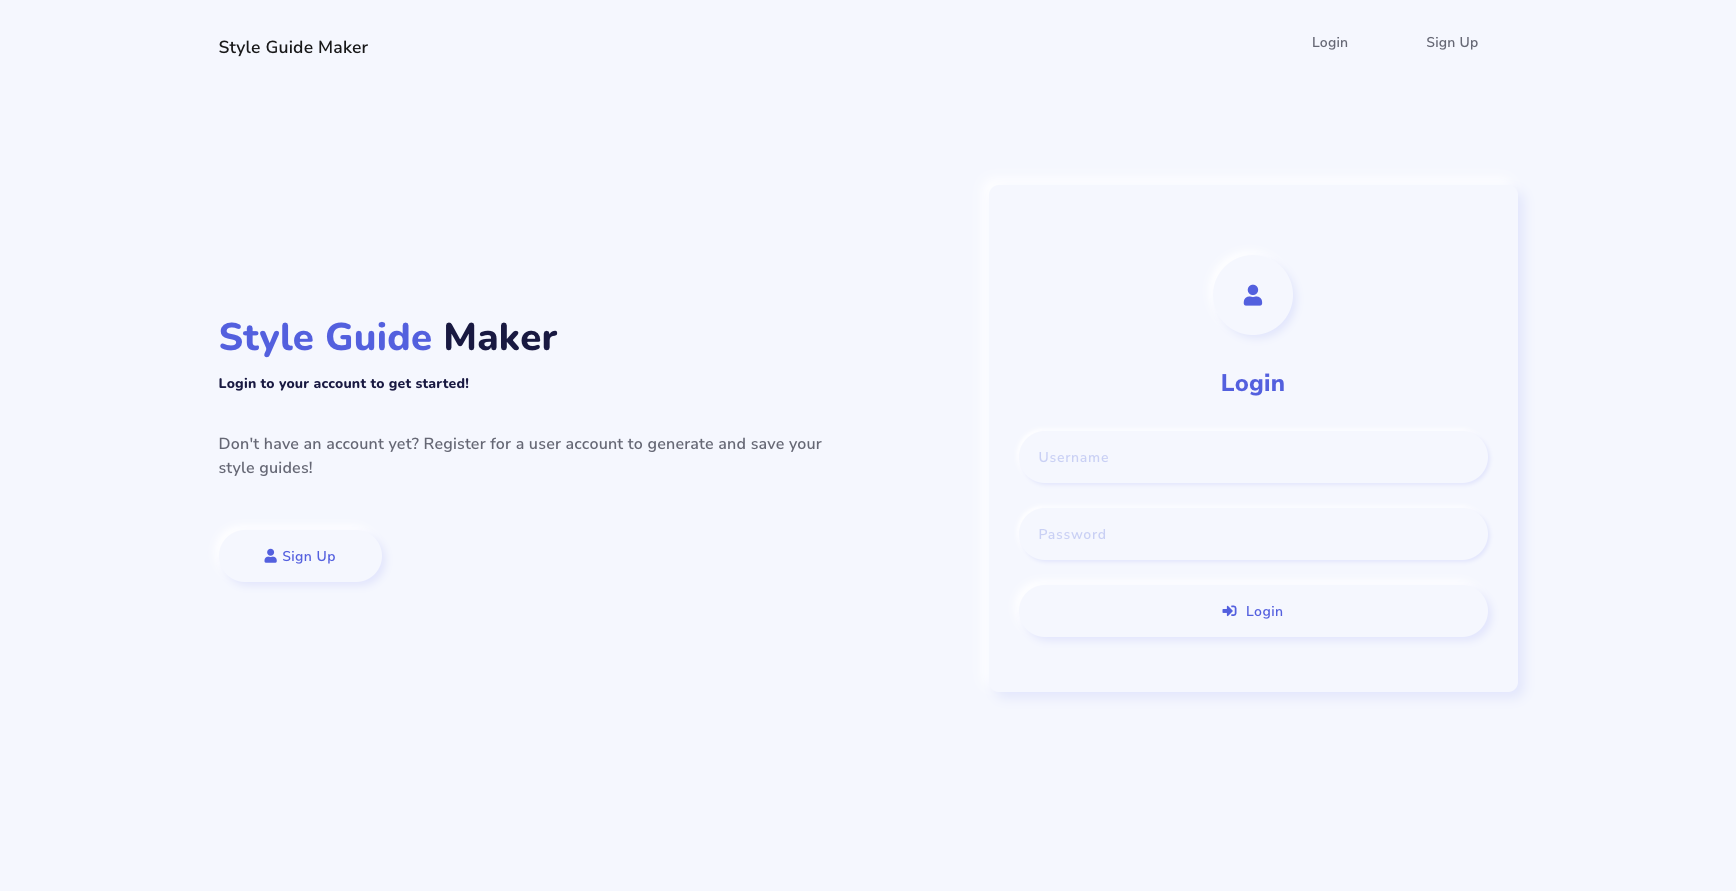 Style Guide Maker
Login
Sign Up
Style Guide Maker
Login to your account to get started!
Don't have an account yet? Register for a user account to generate and save your
style guides!
Sign Up
Login
Username
Password
Login